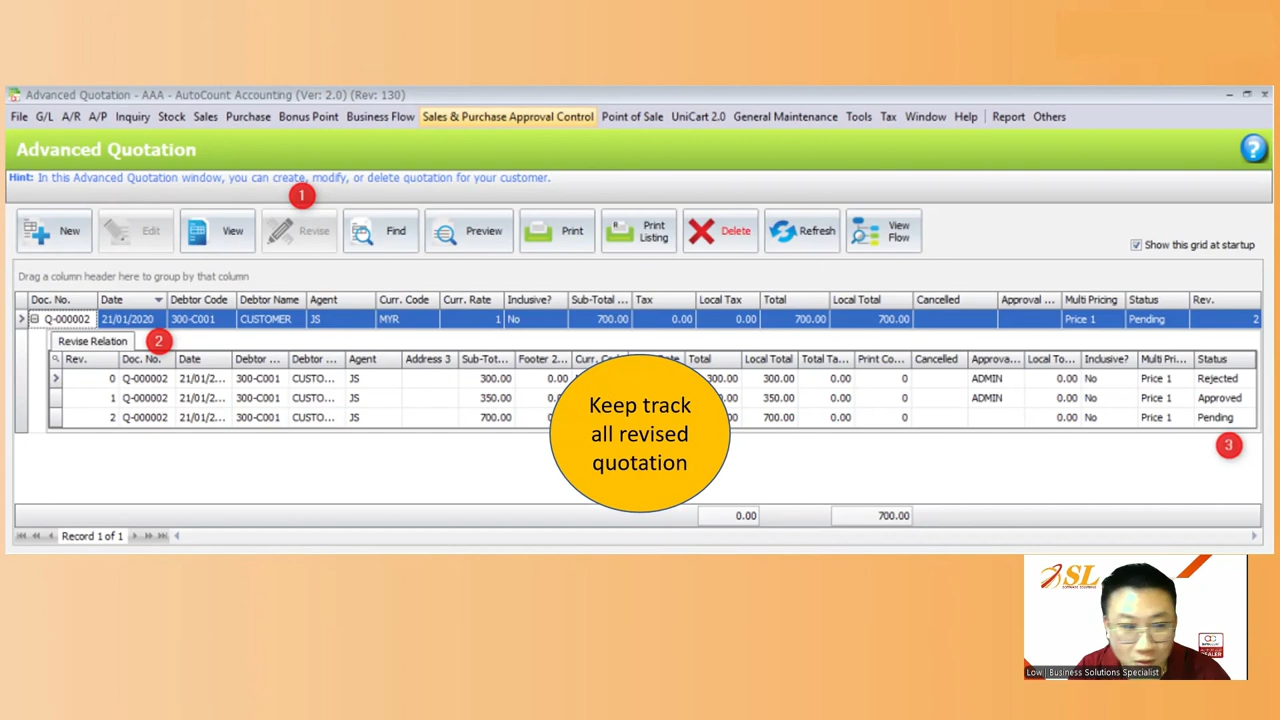 Advanced Quotation - AAA - AutoCount Accounting (Ver: 2.0) (Rev: 130)
File G/L A/R A/P Inquiry Stock Sales Purchase Bonus Point Business Flow Sales & Purchase Approval Control Point of Sale UniCart 2.0 General Maintenance Tools Tax Window Help Report Others
Advanced Quotation
Hint: In this Advanced Quotation window, you can create, modify, or delete quotation for your customer.
1
New Edit View Revise Find Preview Print Print Listing Delete Refresh View Flow
Show this grid at startup
Drag a column header here to group by that column
Doc. No. Date Debtor Code Debtor Name Agent Curr. Code Curr. Rate Inclusive? Sub-Total ... Tax Local Tax Total Local Total Cancelled Approval ... Multi Pricing Status Rev.
Q-000002 21/01/2020 300-C001 CUSTOMER JS MYR 1 No 700.00 0.00 0.00 700.00 700.00 Price 1 Pending 2
Revise Relation 2
Rev. Doc. No. Date Debtor ... Debtor ... Agent Address 3 Sub-Tot... Footer 2... Total Local Total Total Ta... Print Co... Cancelled Approva... Local To... Inclusive? Multi Pri... Status
0 Q-000002 21/01/2... 300-C001 CUSTO... JS 300.00 0.00 300.00 300.00 0.00 0 ADMIN 0.00 No Price 1 Rejected
1 Q-000002 21/01/2... 300-C001 CUSTO... JS 350.00 350.00 0.00 0 ADMIN 0.00 No Price 1 Approved
2 Q-000002 21/01/2... 300-C001 CUSTO... JS 700.00 700.00 0.00 0 0.00 No Price 1 Pending
3
Keep track
all revised
quotation
0.00 700.00
Record 1 of 1
SL
Low | Business Solutions Specialist